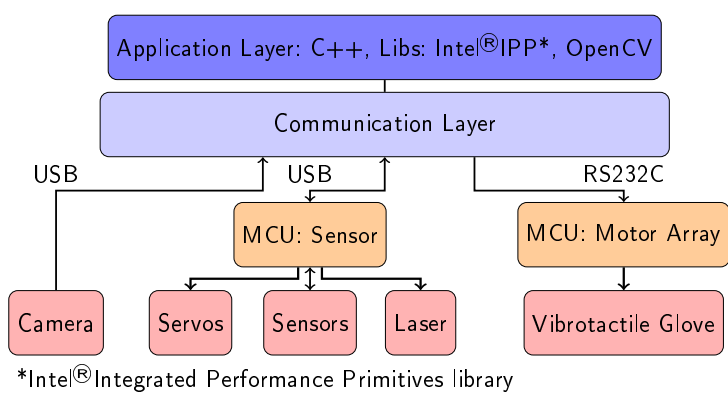 Application Layer: C++, Libs: Intel®IPP*, OpenCV
Communication Layer
USB
USB
RS232C
MCU: Sensor
MCU: Motor Array
Camera
Servos
Sensors
Laser
Vibrotactile Glove
*Intel®Integrated Performance Primitives library